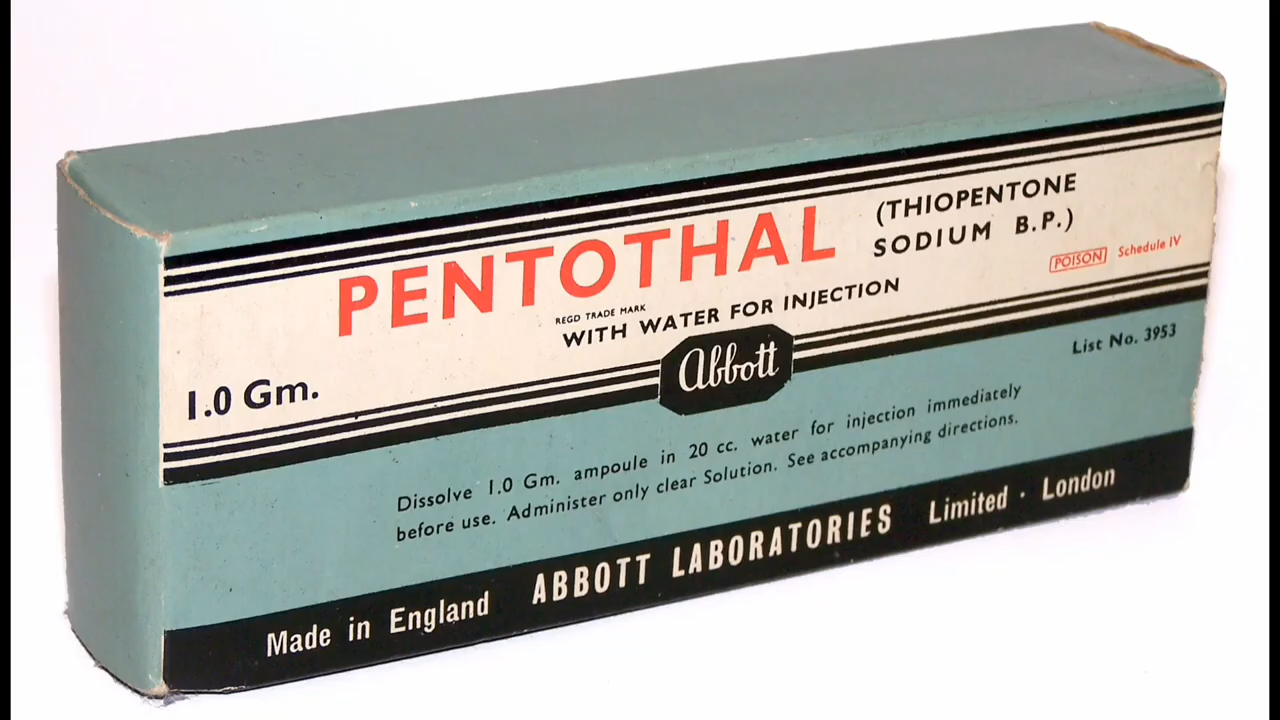 PENTOTHAL
(THIOPENTONE
SODIUM B.P.)
POISON Schedule IV
REGD TRADE MARK
WITH WATER FOR INJECTION
1.0 Gm.
Abbott
List No. 3953
Dissolve 1.0 Gm. ampoule in 20 cc. water for injection immediately
before use. Administer only clear Solution. See accompanying directions.
Made in England ABBOTT LABORATORIES Limited · London